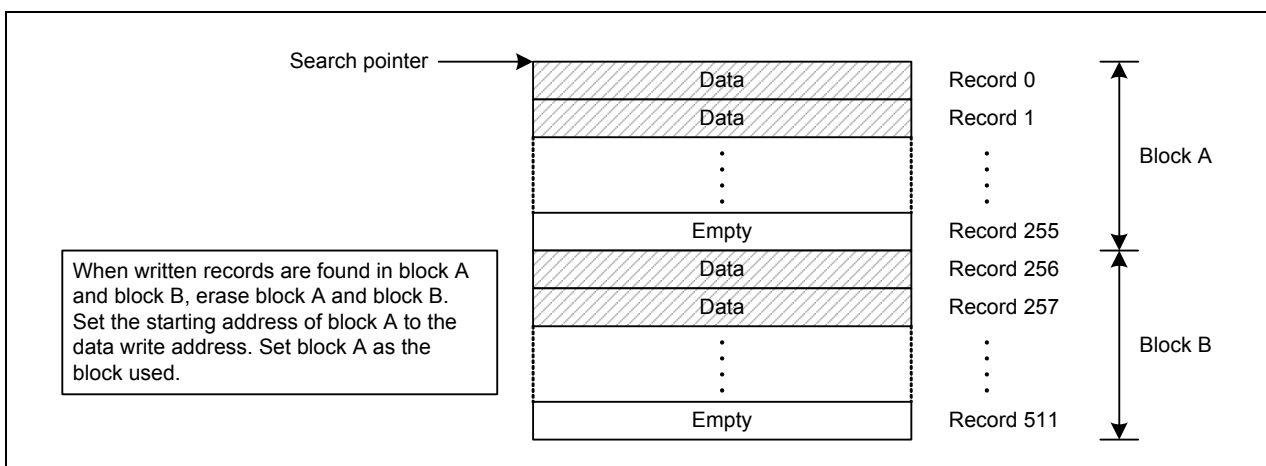 Search pointer
Data Record 0
Data Record 1
Block A
Empty Record 255
When written records are found in block A
and block B, erase block A and block B.
Set the starting address of block A to the
data write address. Set block A as the
block used.
Data Record 256
Data Record 257
Block B
Empty Record 511